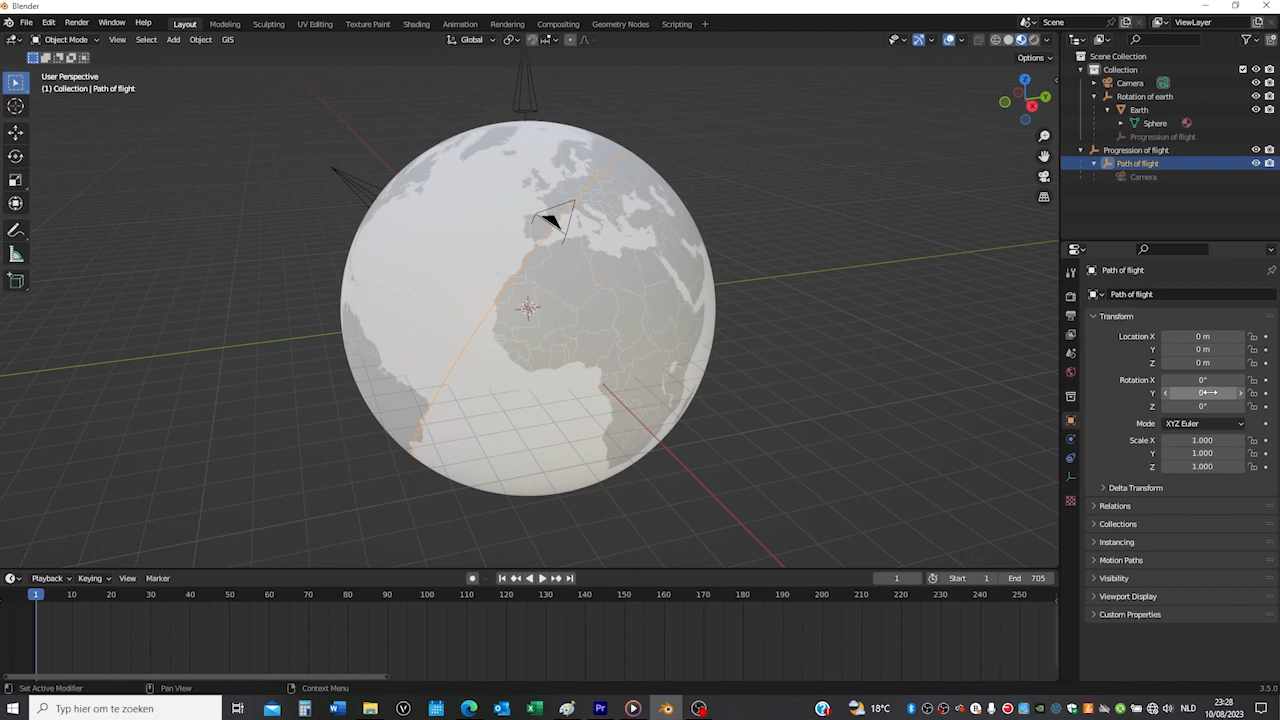 Blender
File Edit Render Window Help Layout Modeling Sculpting UV Editing Texture Paint Shading Animation Rendering Compositing Geometry Nodes Scripting + Scene ViewLayer
Object Mode View Select Add Object GIS Global
Options
User Perspective
(1) Collection | Path of flight
Z
Y
X
Scene Collection
Collection
Camera
Rotation of earth
Earth
Sphere
Progression of flight
Progression of flight
Path of flight
Camera
Path of flight
Path of flight
Transform
Location X 0 m
Y 0 m
Z 0 m
Rotation X 0°
Y 0°
Z 0°
Mode XYZ Euler
Scale X 1.000
Y 1.000
Z 1.000
Delta Transform
Relations
Collections
Instancing
Motion Paths
Visibility
Viewport Display
Custom Properties
Playback Keying View Marker 1 Start 1 End 705
1 10 20 30 40 50 60 70 80 90 100 110 120 130 140 150 160 170 180 190 200 210 220 230 240 250
Set Active Modifier Pan View Context Menu 3.5.0
Typ hier om te zoeken 18°C NLD 23:28
10/08/2023